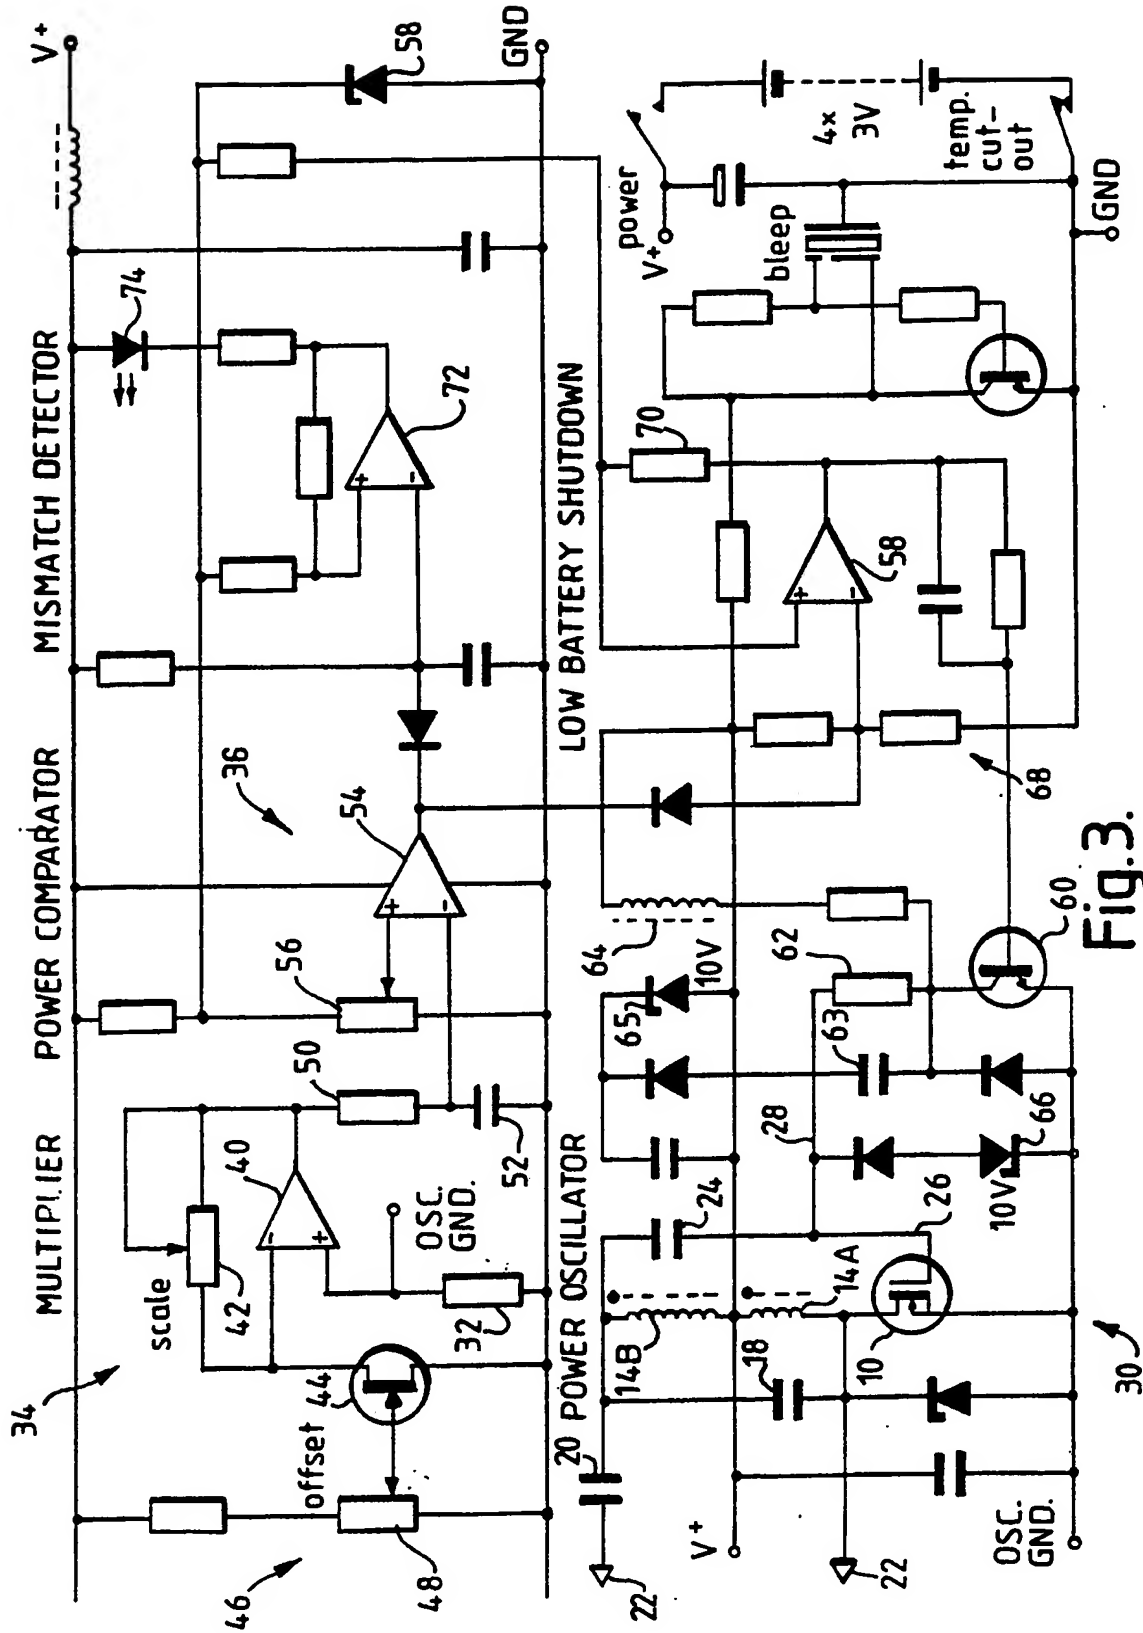 MULTIPLIER
POWER COMPARATOR
MISMATCH DETECTOR
V+
34
scale
42
40
50
56
54
36
72
74
58
GND
46
48
offset
44
32
OSC.
GND.
52
+
-
+
-
+
-
POWER OSCILLATOR
LOW BATTERY SHUTDOWN
20
22
V+
22
OSC.
GND.
18
14B
14A
10
24
26
28
30
65
10V
64
63
62
66
10V
60
68
58
+
-
70
bleep
power
V+
4x
3V
temp.
cut-
out
GND
Fig.3.